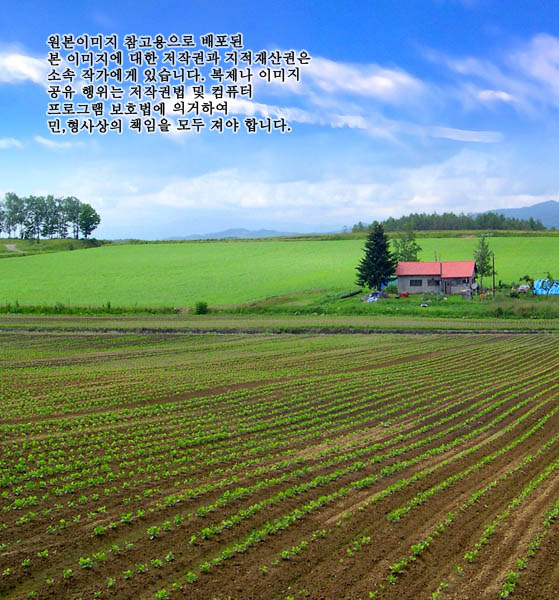 원본이미지 참고용으로 배포된
본 이미지에 대한 저작권과 지적재산권은
소속 작가에게 있습니다. 복제나 이미지
공유 행위는 저작권법 및 컴퓨터
프로그램 보호법에 의거하여
민,형사상의 책임을 모두 져야 합니다.